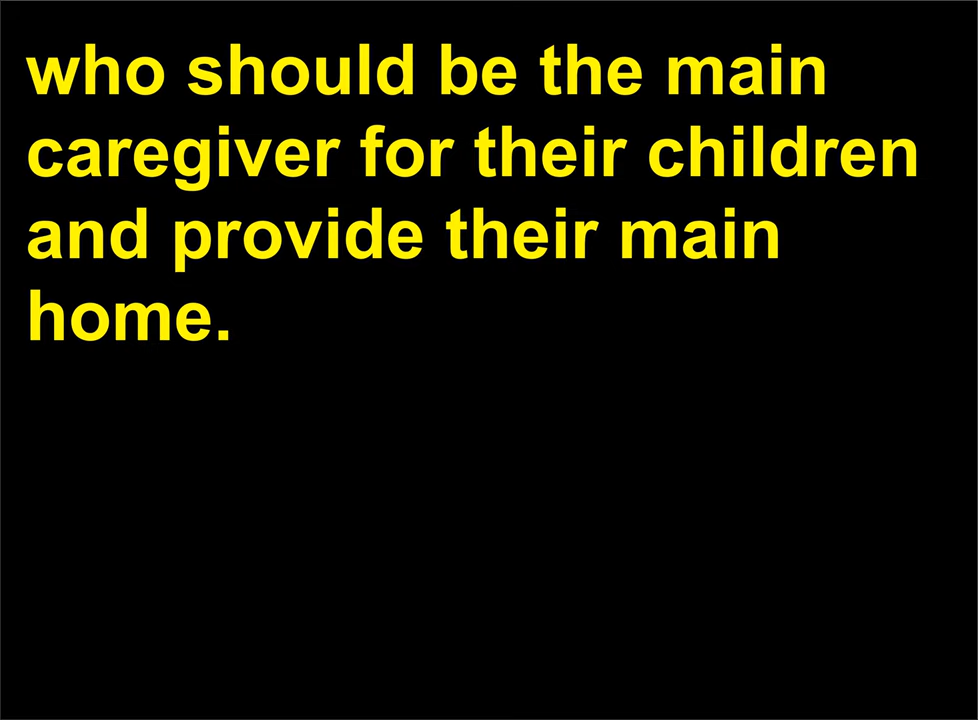 who should be the main
caregiver for their children
and provide their main
home.